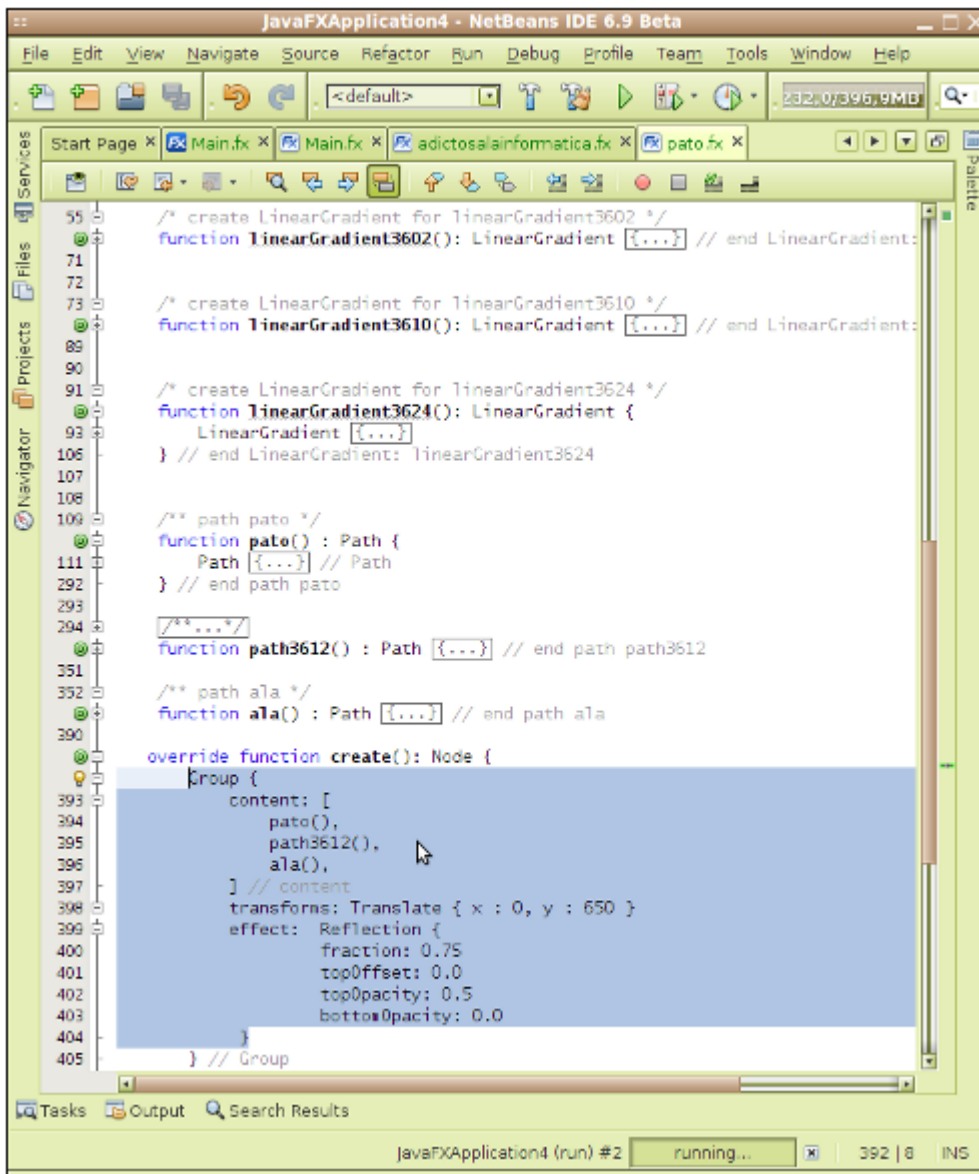 JavaFXApplication4 - NetBeans IDE 6.9 Beta
File Edit View Navigate Source Refactor Run Debug Profile Team Tools Window Help
<default>
232,0/396,9MB
Services
Files
Projects
Navigator
Palette
Start Page Main.fx Main.fx adictosalainformatica.fx pato.fx
55 /* create LinearGradient for linearGradient3602 */
function linearGradient3602(): LinearGradient {...} // end LinearGradient:
71
72
73 /* create LinearGradient for linearGradient3610 */
function linearGradient3610(): LinearGradient {...} // end LinearGradient:
89
90
91 /* create LinearGradient for linearGradient3624 */
function linearGradient3624(): LinearGradient {
93 LinearGradient {...}
106 } // end LinearGradient: linearGradient3624
107
108
109 /** path pato */
function pato() : Path {
111 Path {...} // Path
292 } // end path pato
293
294 /**...*/
function path3612() : Path {...} // end path path3612
351
352 /** path ala */
function ala() : Path {...} // end path ala
390
override function create(): Node {
Group {
393 content: [
394 pato(),
395 path3612(),
396 ala(),
397 ] // content
398 transforms: Translate { x : 0, y : 650 }
399 effect: Reflection {
400 fraction: 0.75
401 topOffset: 0.0
402 topOpacity: 0.5
403 bottomOpacity: 0.0
404 }
405 } // Group
Tasks Output Search Results
JavaFXApplication4 (run) #2 running... 392 | 8 INS